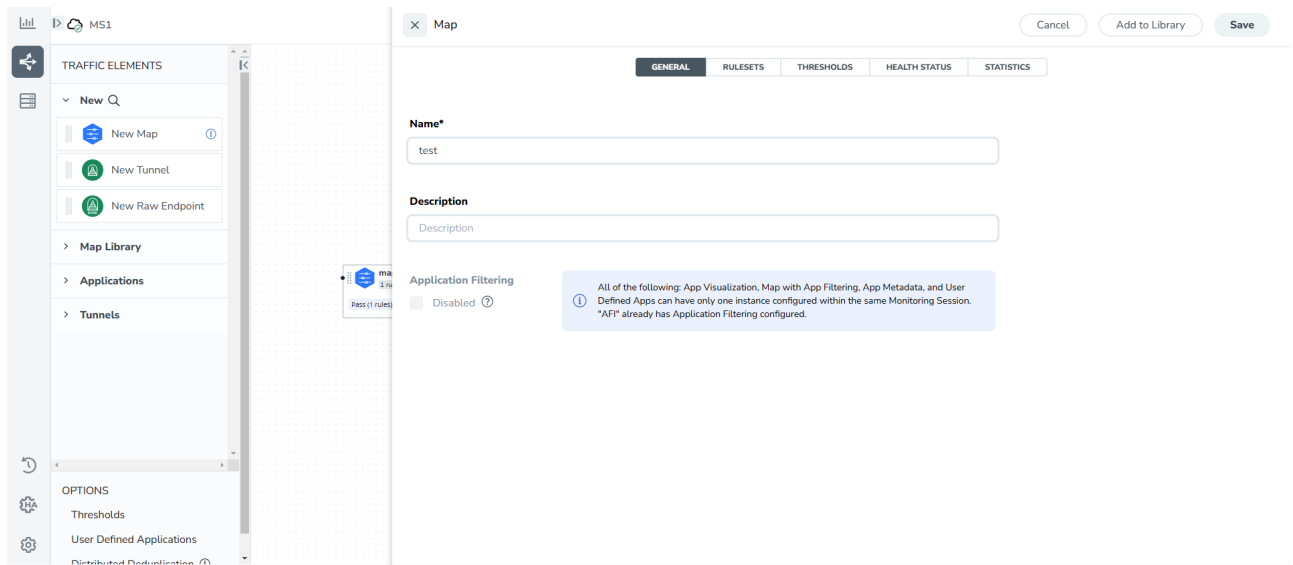 MS1
TRAFFIC ELEMENTS
New
New Map
New Tunnel
New Raw Endpoint
Map Library
Applications
Tunnels
OPTIONS
Thresholds
User Defined Applications
Distributed Deduplication
HA
Pass (1 rules)
Map
Cancel
Add to Library
Save
GENERAL
RULESETS
THRESHOLDS
HEALTH STATUS
STATISTICS
Name*
test
Description
Description
Application Filtering
Disabled
All of the following: App Visualization, Map with App Filtering, App Metadata, and User
Defined Apps can have only one instance configured within the same Monitoring Session.
"AFI" already has Application Filtering configured.